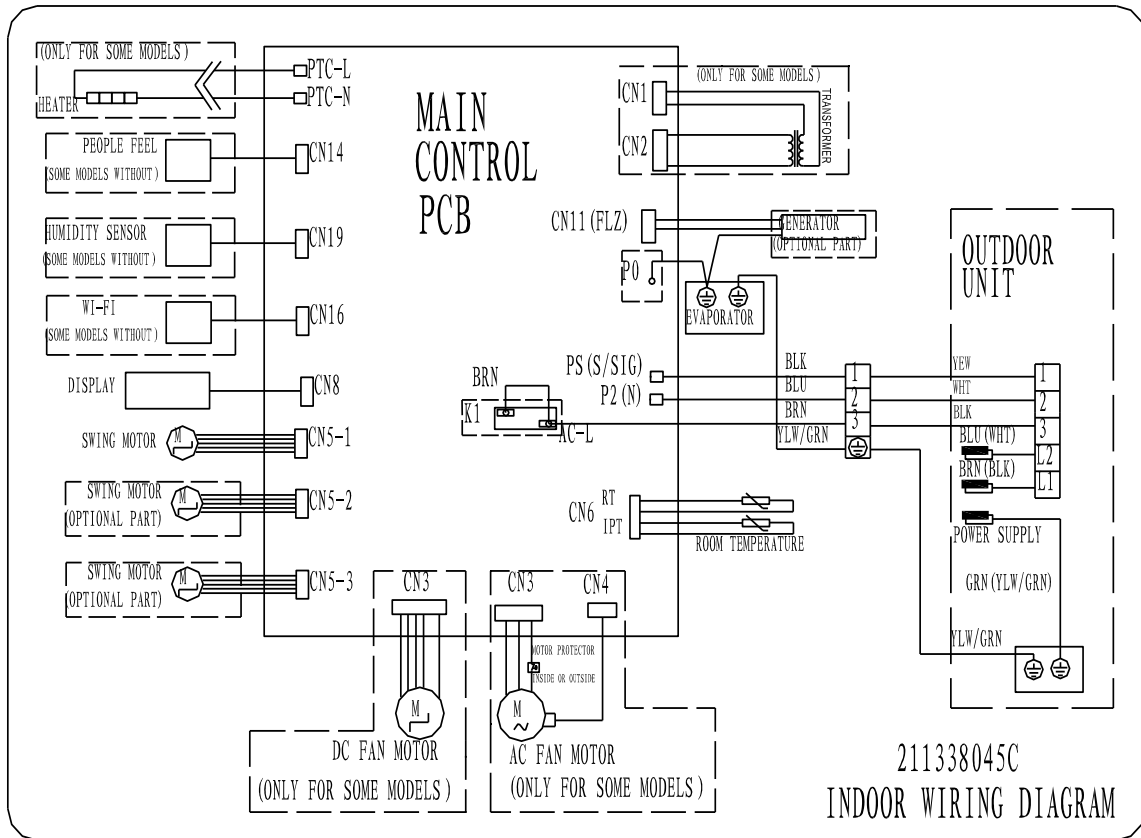 (ONLY FOR SOME MODELS)
PTC-L
PTC-N
HEATER
PEOPLE FEEL
(SOME MODELS WITHOUT)
CN14
HUMIDITY SENSOR
(SOME MODELS WITHOUT)
CN19
WI-FI
(SOME MODELS WITHOUT)
CN16
DISPLAY
CN8
SWING MOTOR
M
CN5-1
SWING MOTOR
(OPTIONAL PART)
M
CN5-2
SWING MOTOR
(OPTIONAL PART)
M
CN5-3
MAIN
CONTROL
PCB
(ONLY FOR SOME MODELS)
CN1
CN2
TRANSFORMER
CN11(FLZ)
GENERATOR
(OPTIONAL PART)
P0
EVAPORATOR
PS(S/SIG)
P2(N)
BRN
K1
AC-L
BLK
BLU
BRN
YLW/GRN
1
2
3
OUTDOOR
UNIT
YEW
WHT
BLK
BLU(WHT)
BRN(BLK)
1
2
3
L2
L1
POWER SUPPLY
GRN(YLW/GRN)
YLW/GRN
CN6
RT
IPT
ROOM TEMPERATURE
CN3
M
DC FAN MOTOR
(ONLY FOR SOME MODELS)
CN3
CN4
MOTOR PROTECTOR
INSIDE OR OUTSIDE
M
AC FAN MOTOR
(ONLY FOR SOME MODELS)
211338045C
INDOOR WIRING DIAGRAM